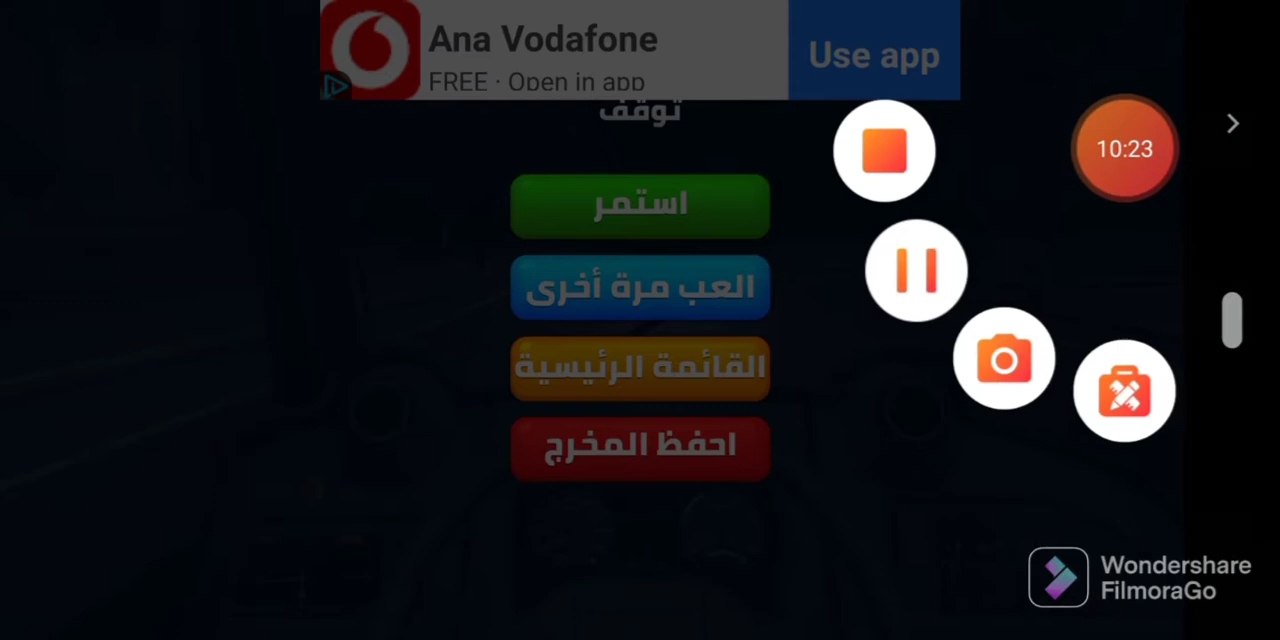 Ana Vodafone
FREE · Open in app
Use app
توقف
استمر
العب مرة أخرى
القائمة الرئيسية
احفظ المخرج
10:23
Wondershare
FilmoraGo